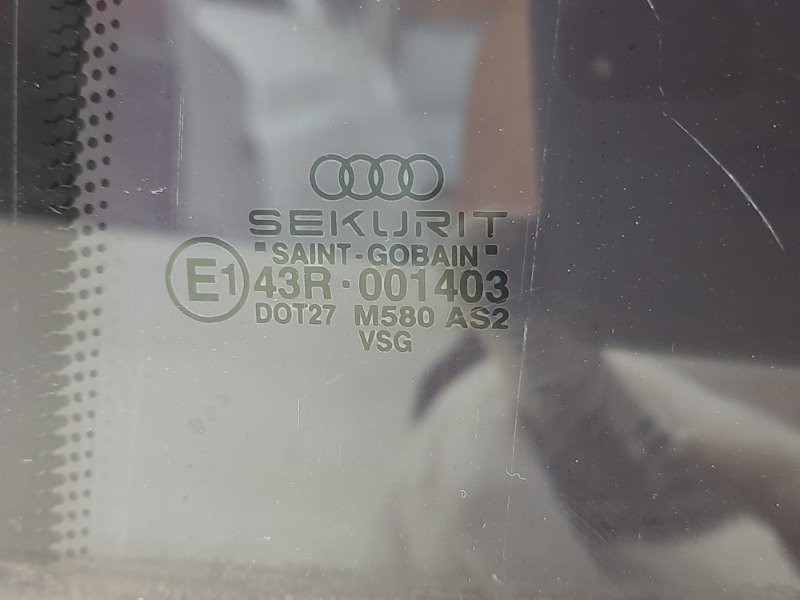 SEKURIT
"SAINT-GOBAIN"
E1 43R·001403
DOT27 M580 AS2
VSG